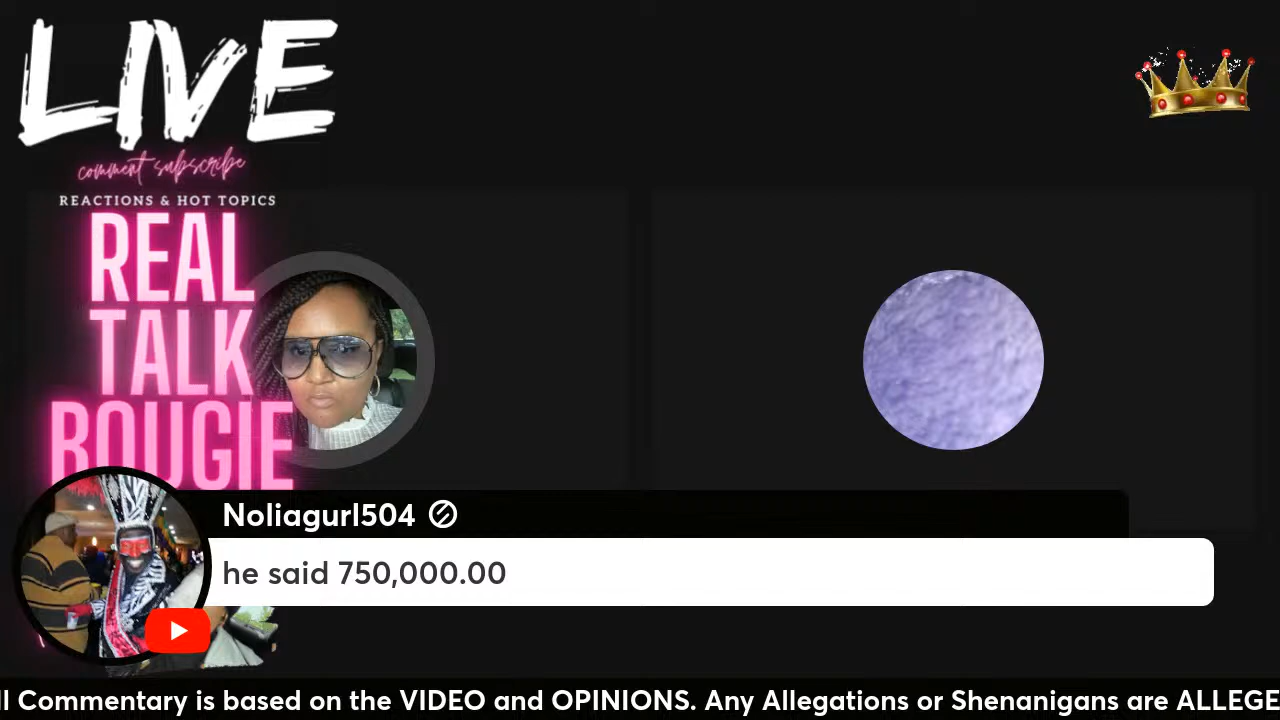 LIVE
comment subscribe
REACTIONS & HOT TOPICS
REAL
TALK
BOUGIE
Noliagurl504
he said 750,000.00
ll Commentary is based on the VIDEO and OPINIONS. Any Allegations or Shenanigans are ALLEGE